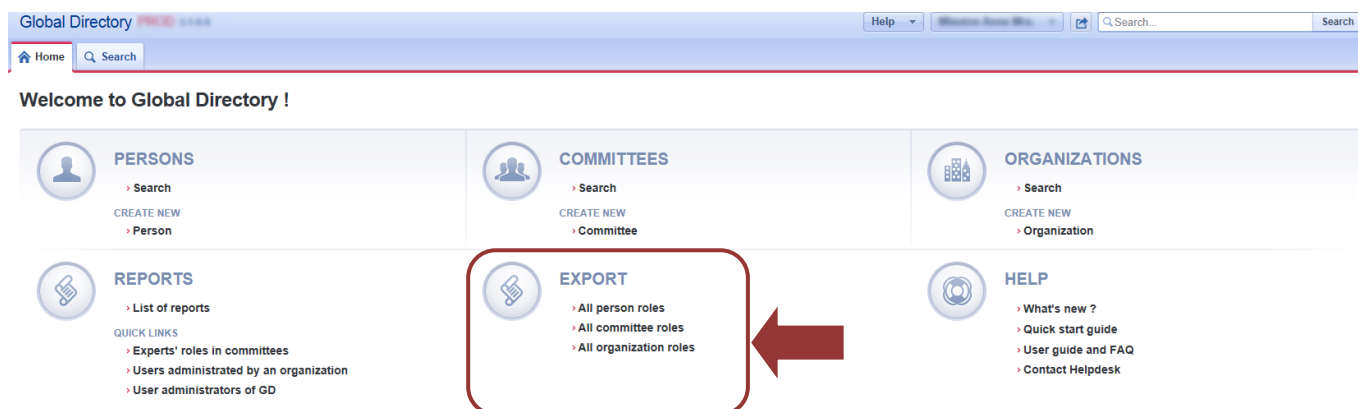 Global Directory
Help
Search...
Search
Home
Search
Welcome to Global Directory !
PERSONS
› Search
CREATE NEW
› Person
COMMITTEES
› Search
CREATE NEW
› Committee
ORGANIZATIONS
› Search
CREATE NEW
› Organization
REPORTS
› List of reports
QUICK LINKS
› Experts' roles in committees
› Users administrated by an organization
› User administrators of GD
EXPORT
› All person roles
› All committee roles
› All organization roles
HELP
› What's new ?
› Quick start guide
› User guide and FAQ
› Contact Helpdesk